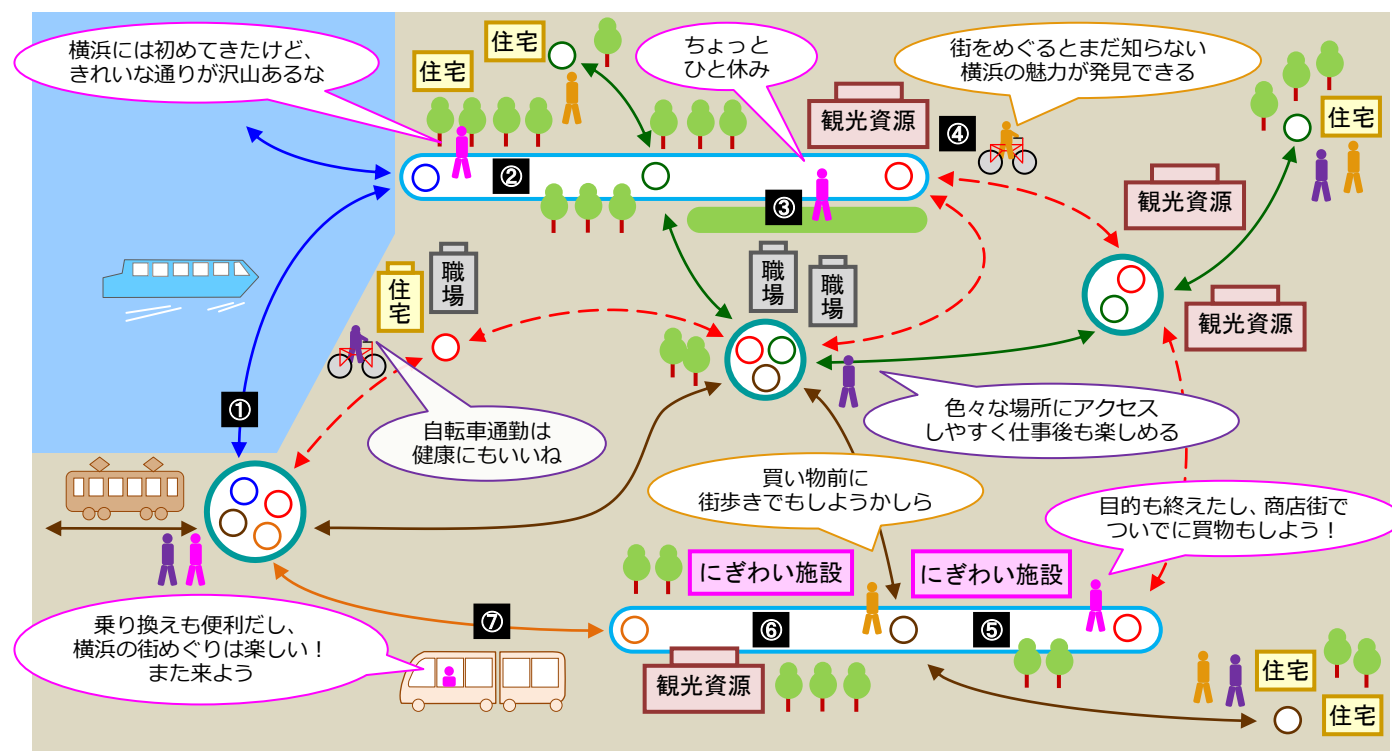 横浜には初めてきたけど、
きれいな通りが沢山あるな
住宅
住宅
ちょっと
ひと休み
観光資源
④
街をめぐるとまだ知らない
横浜の魅力が発見できる
住宅
②
③
観光資源
観光資源
住宅
職場
職場
職場
①
自転車通勤は
健康にもいいね
色々な場所にアクセス
しやすく仕事後も楽しめる
買い物前に
街歩きでもしようかしら
目的も終えたし、商店街で
ついでに買物もしよう！
にぎわい施設
にぎわい施設
⑦
⑥
⑤
乗り換えも便利だし、
横浜の街めぐりは楽しい！
また来よう
観光資源
住宅
住宅